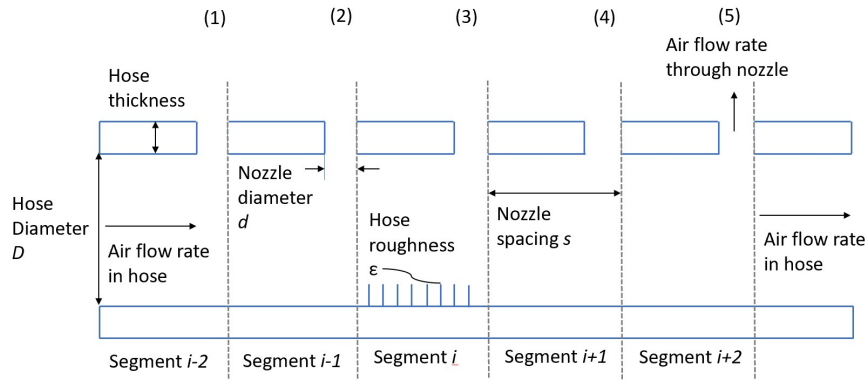 (1)
(2)
(3)
(4)
(5)
Air flow rate
through nozzle
Hose
thickness
Nozzle
diameter
d
Hose
Diameter
D
Hose
roughness
ε
Nozzle
spacing s
Air flow rate
in hose
Air flow rate
in hose
Segment i-2
Segment i-1
Segment i
Segment i+1
Segment i+2